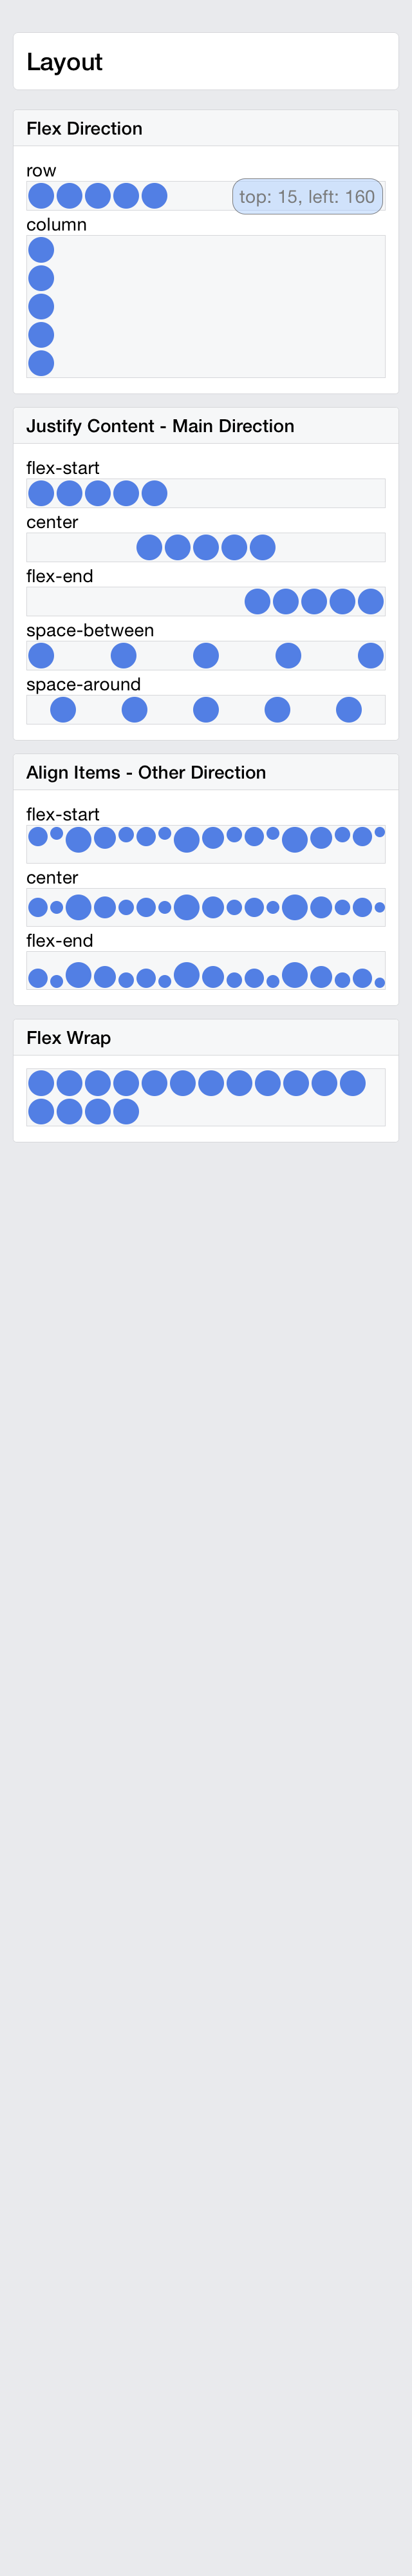 Layout
Flex Direction
row
top: 15, left: 160
column
Justify Content - Main Direction
flex-start
center
flex-end
space-between
space-around
Align Items - Other Direction
flex-start
center
flex-end
Flex Wrap